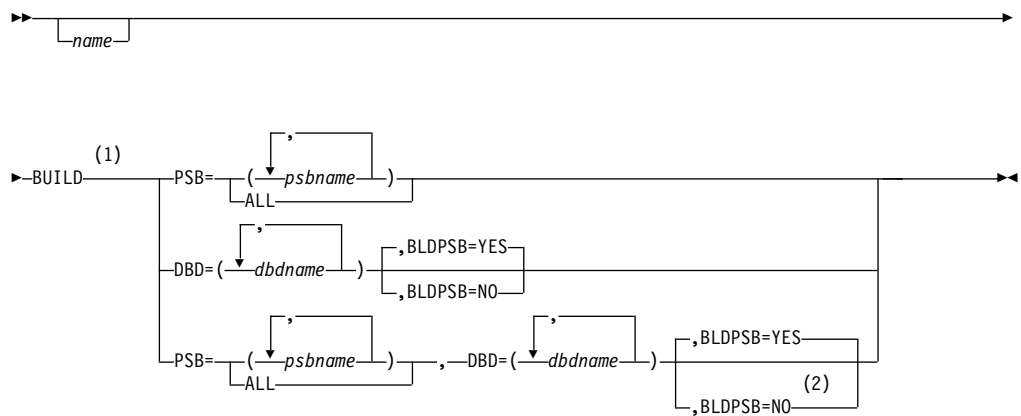 name
,
(1)
BUILD PSB= ( psbname )
ALL
,
,BLDPSB=YES
DBD=( dbdname )
,BLDPSB=NO
, , ,BLDPSB=YES
PSB= ( psbname ) , DBD=( dbdname )
ALL (2)
,BLDPSB=NO